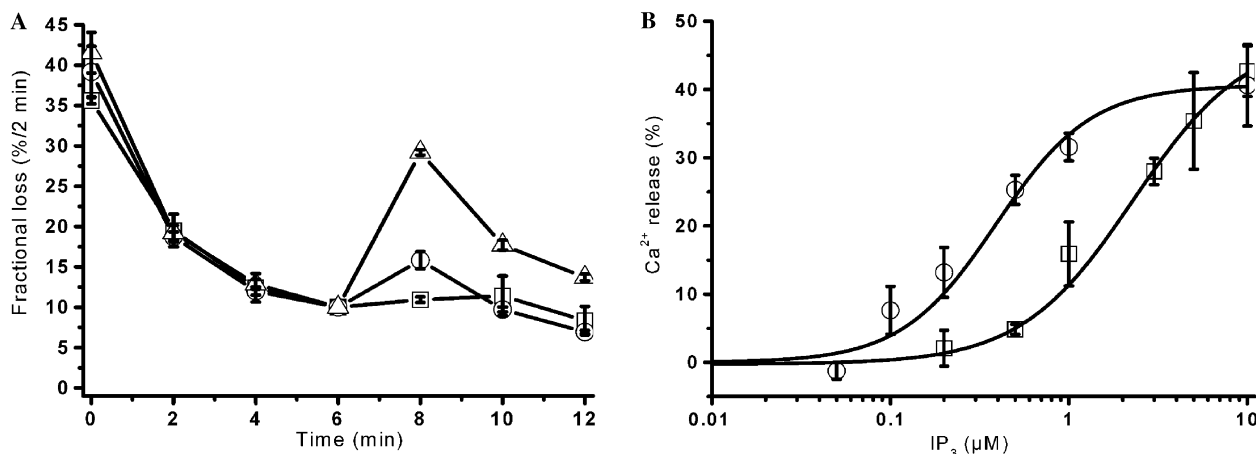 A
Fractional loss (%/2 min)
45
40
35
30
25
20
15
10
5
0
0 2 4 6 8 10 12
Time (min)
B
Ca²⁺ release (%)
50
40
30
20
10
0
0.01 0.1 1 10
IP₃ (µM)